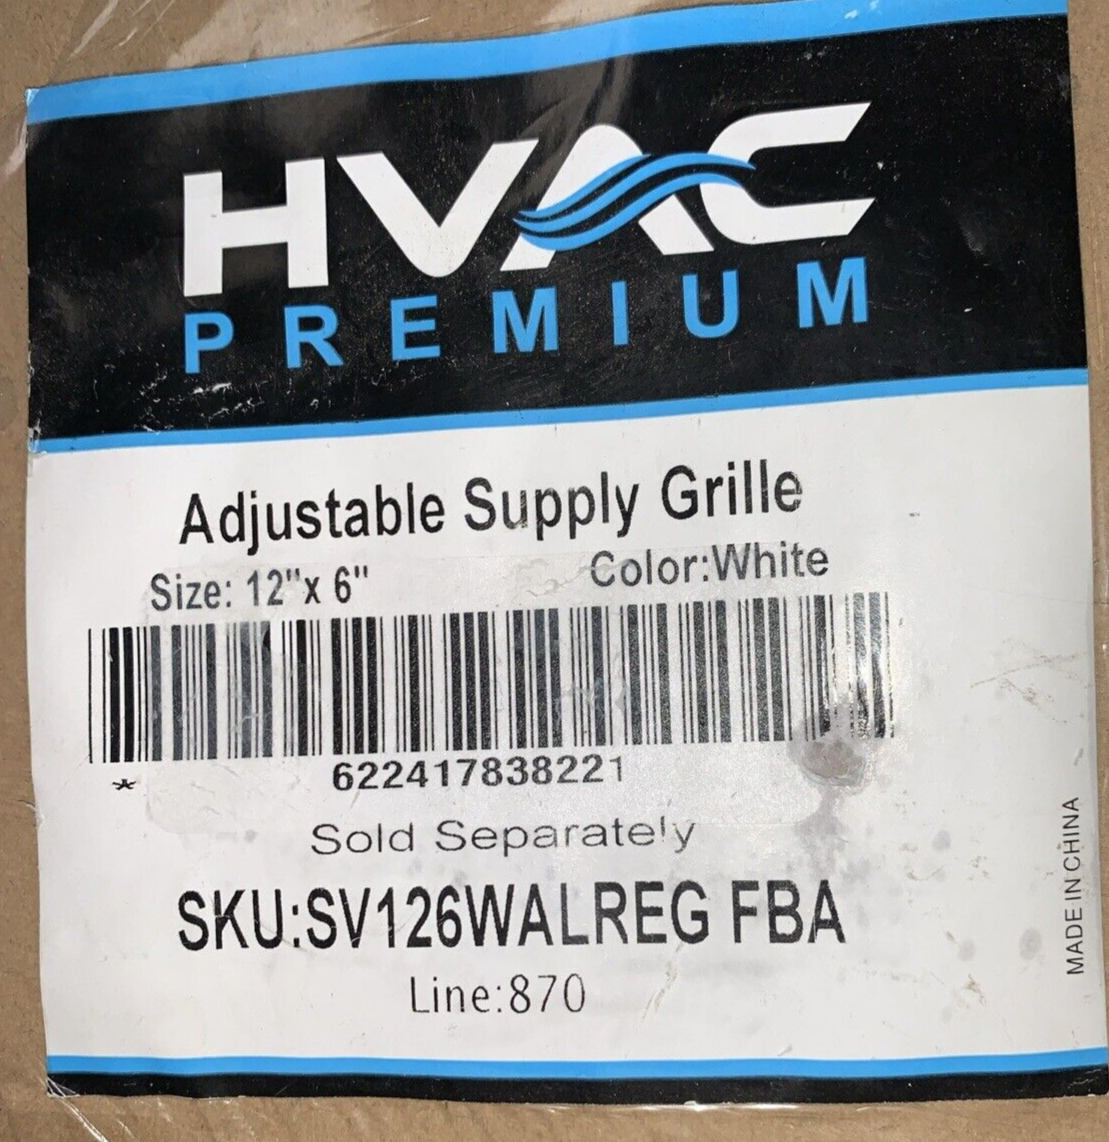 HVAC
PREMIUM
Adjustable Supply Grille
Size: 12"x 6"
Color:White
*
622417838221
Sold Separately
SKU:SV126WALREG FBA
Line:870
MADE IN CHINA